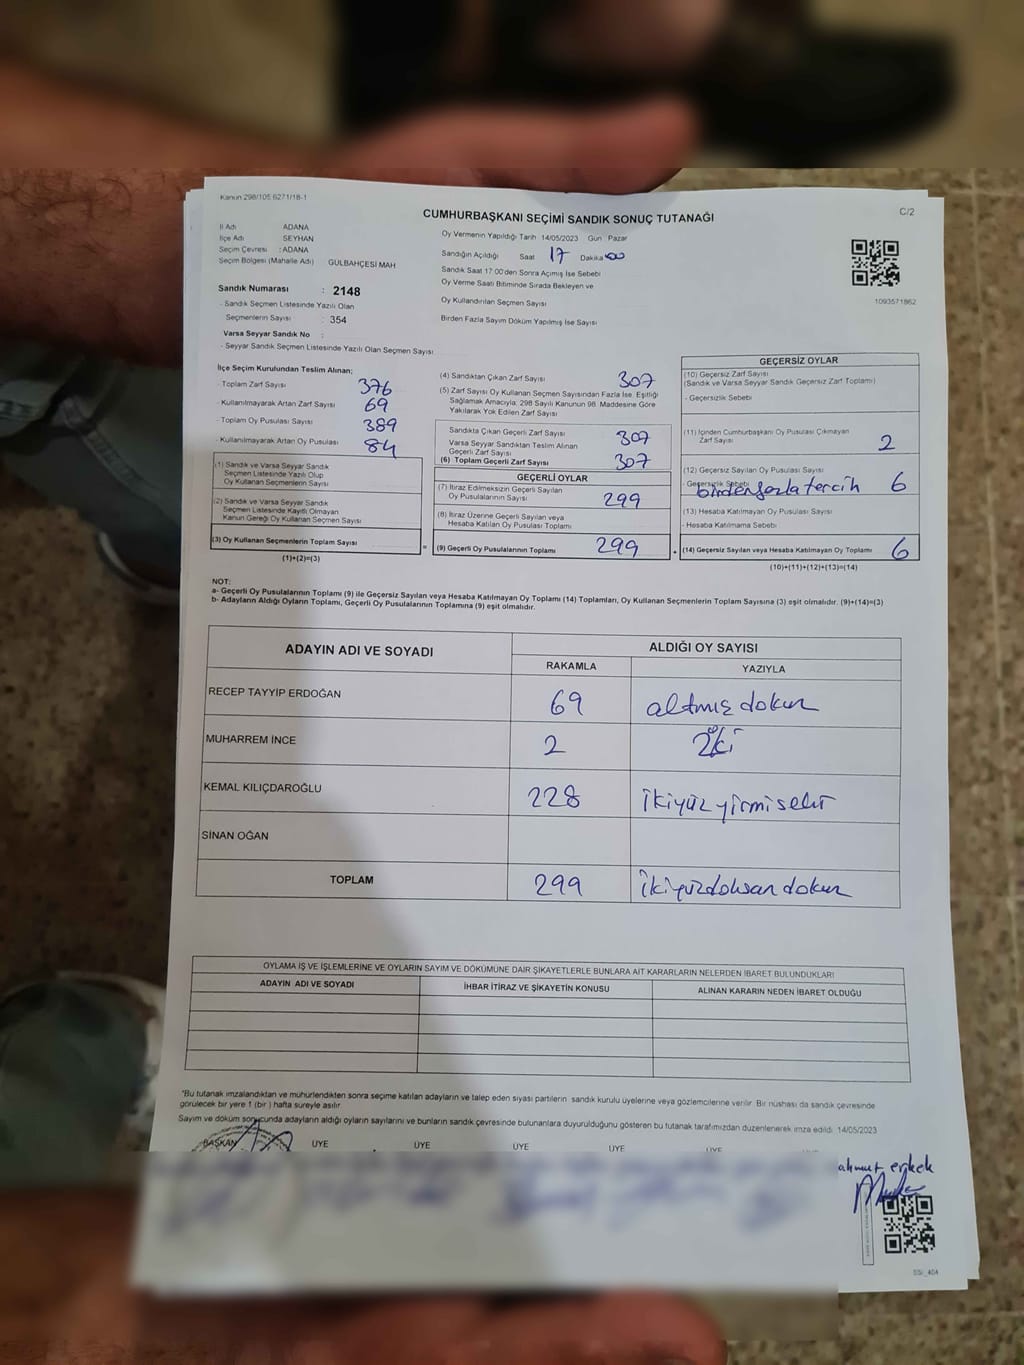 Kanun 298/105 6271/18-1
C/2
CUMHURBAŞKANI SEÇİMİ SANDIK SONUÇ TUTANAĞI
İl Adı ADANA
İlçe Adı SEYHAN
Seçim Çevresi : ADANA
Seçim Bölgesi (Mahalle Adı) GÜLBAHÇESİ MAH
Sandık Numarası : 2148
- Sandık Seçmen Listesinde Yazılı Olan
Seçmenlerin Sayısı : 354
Varsa Seyyar Sandık No :
- Seyyar Sandık Seçmen Listesinde Yazılı Olan Seçmen Sayısı
Oy Vermenin Yapıldığı Tarih 14/05/2023 Gün Pazar
Sandığın Açıldığı Saat 17 Dakika 00
Sandık Saat 17:00'den Sonra Açılmış İse Sebebi
Oy Verme Saati Bitiminde Sırada Bekleyen ve
Oy Kullandırılan Seçmen Sayısı
Birden Fazla Sayım Döküm Yapılmış İse Sayısı
1093571862
İlçe Seçim Kurulundan Teslim Alınan;
- Toplam Zarf Sayısı 376
- Kullanılmayarak Artan Zarf Sayısı 69
- Toplam Oy Pusulası Sayısı 389
- Kullanılmayarak Artan Oy Pusulası 84
(1) Sandık ve Varsa Seyyar Sandık
Seçmen Listesinde Yazılı Olup
Oy Kullanan Seçmenlerin Sayısı
(2) Sandık ve Varsa Seyyar Sandık
Seçmen Listesinde Kayıtlı Olmayan
Kanun Gereği Oy Kullanan Seçmen Sayısı
(3) Oy Kullanan Seçmenlerin Toplam Sayısı
(1)+(2)=(3)
(4) Sandıktan Çıkan Zarf Sayısı 307
(5) Zarf Sayısı Oy Kullanan Seçmen Sayısından Fazla İse, Eşitliği
Sağlamak Amacıyla; 298 Sayılı Kanunun 98. Maddesine Göre
Yakılarak Yok Edilen Zarf Sayısı
Sandıkta Çıkan Geçerli Zarf Sayısı 307
Varsa Seyyar Sandıktan Teslim Alınan
Geçerli Zarf Sayısı
(6) Toplam Geçerli Zarf Sayısı 307
GEÇERLİ OYLAR
(7) İtiraz Edilmeksizin Geçerli Sayılan
Oy Pusulalarının Sayısı 299
(8) İtiraz Üzerine Geçerli Sayılan veya
Hesaba Katılan Oy Pusulası Toplamı
= (9) Geçerli Oy Pusulalarının Toplamı 299
GEÇERSİZ OYLAR
(10) Geçersiz Zarf Sayısı
(Sandık ve Varsa Seyyar Sandık Geçersiz Zarf Toplamı)
- Geçersizlik Sebebi
(11) İçinden Cumhurbaşkanı Oy Pusulası Çıkmayan
Zarf Sayısı 2
(12) Geçersiz Sayılan Oy Pusulası Sayısı
- Geçersizlik Sebebi birdenfazla tercih 6
(13) Hesaba Katılmayan Oy Pusulası Sayısı
- Hesaba Katılmama Sebebi
+ (14) Geçersiz Sayılan veya Hesaba Katılmayan Oy Toplamı 6
(10)+(11)+(12)+(13)=(14)
NOT:
a- Geçerli Oy Pusulalarının Toplamı (9) ile Geçersiz Sayılan veya Hesaba Katılmayan Oy Toplamı (14) Toplamları, Oy Kullanan Seçmenlerin Toplam Sayısına (3) eşit olmalıdır. (9)+(14)=(3)
b- Adayların Aldığı Oyların Toplamı, Geçerli Oy Pusulalarının Toplamına (9) eşit olmalıdır.
ADAYIN ADI VE SOYADI ALDIĞI OY SAYISI
RAKAMLA YAZIYLA
RECEP TAYYİP ERDOĞAN 69 altmış dokuz
MUHARREM İNCE 2 İki
KEMAL KILIÇDAROĞLU 228 ikiyüz yirmi sekiz
SİNAN OĞAN
TOPLAM 299 ikiyüzdoksan dokuz
OYLAMA İŞ VE İŞLEMLERİNE VE OYLARIN SAYIM VE DÖKÜMÜNE DAİR ŞİKAYETLERLE BUNLARA AİT KARARLARIN NELERDEN İBARET BULUNDUKLARI
ADAYIN ADI VE SOYADI İHBAR İTİRAZ VE ŞİKAYETİN KONUSU ALINAN KARARIN NEDEN İBARET OLDUĞU
"Bu tutanak imzalandıktan ve mühürlendikten sonra seçime katılan adayların ve talep eden siyasi partilerin sandık kurulu üyelerine veya gözlemcilerine verilir. Bir nüshası da sandık çevresinde
görülecek bir yere 1 (bir) hafta süreyle asılır
Sayım ve döküm sonucunda adayların aldığı oyların sayılarını ve bunların sandık çevresinde bulunanlara duyurulduğunu gösteren bu tutanak tarafımızdan düzenlenerek imza edildi. 14/05/2023
BAŞKAN ÜYE ÜYE ÜYE ÜYE ÜYE
ahmut erkek
SSI_404